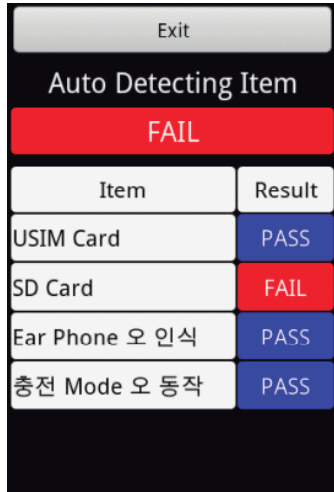 Exit
Auto Detecting Item
FAIL
Item Result
USIM Card PASS
SD Card FAIL
Ear Phone 오 인식 PASS
충전 Mode 오 동작 PASS